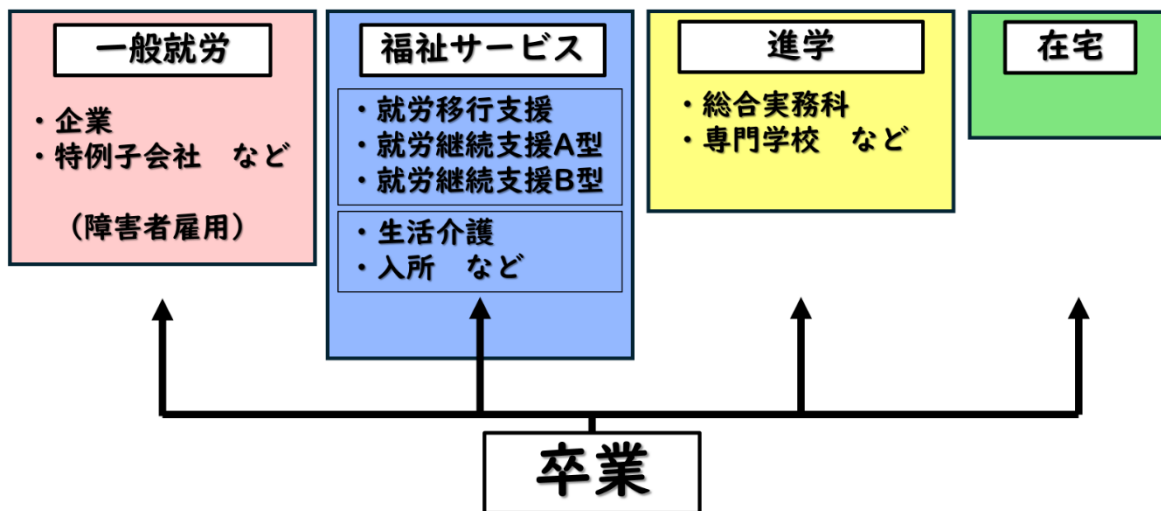 一般就労
・企業
・特例子会社　など
（障害者雇用）
福祉サービス
・就労移行支援
・就労継続支援A型
・就労継続支援B型
・生活介護
・入所　など
進学
・総合実務科
・専門学校　など
在宅
卒業